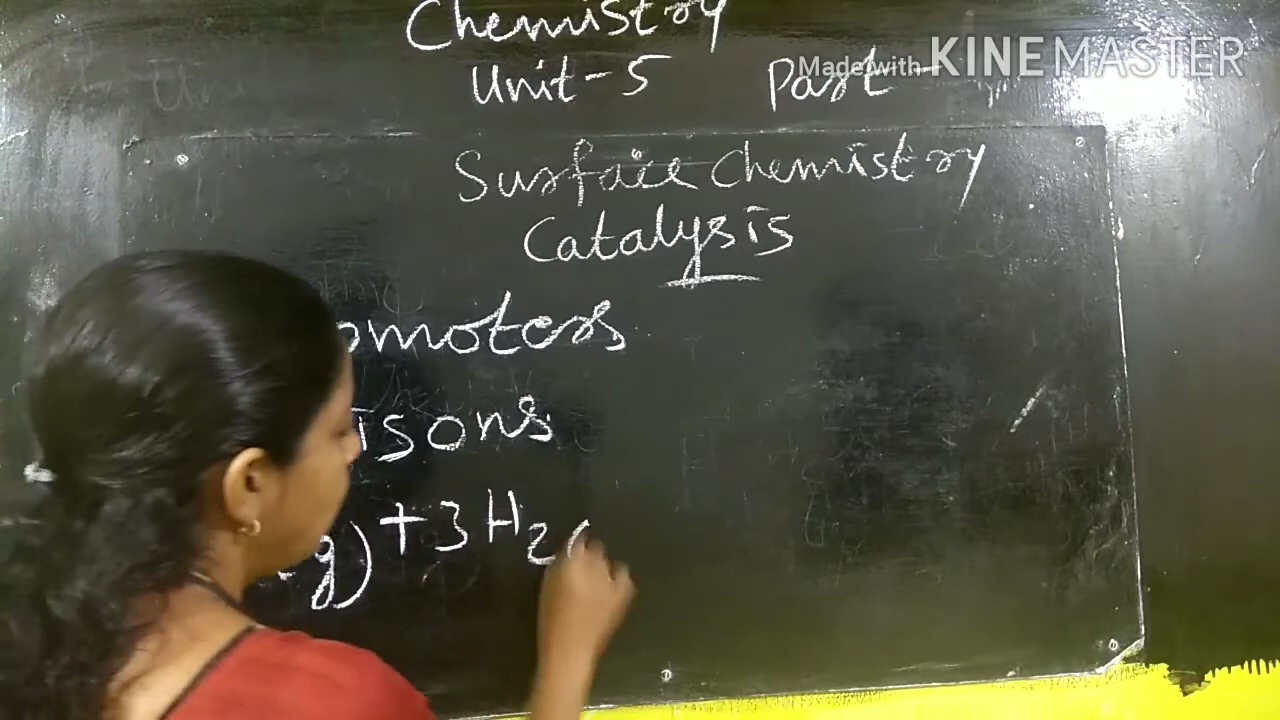 Chemistry
Unit-5 Part-
Made with KINEMASTER
Surface Chemistry
Catalysis
omoters
isons
g) + 3H2(